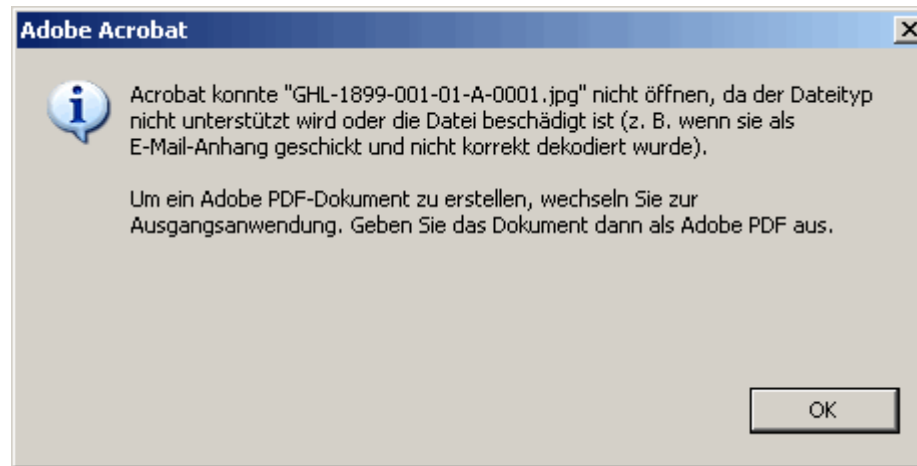 Adobe Acrobat
Acrobat konnte "GHL-1899-001-01-A-0001.jpg" nicht öffnen, da der Dateityp
nicht unterstützt wird oder die Datei beschädigt ist (z. B. wenn sie als
E-Mail-Anhang geschickt und nicht korrekt dekodiert wurde).
Um ein Adobe PDF-Dokument zu erstellen, wechseln Sie zur
Ausgangsanwendung. Geben Sie das Dokument dann als Adobe PDF aus.
OK